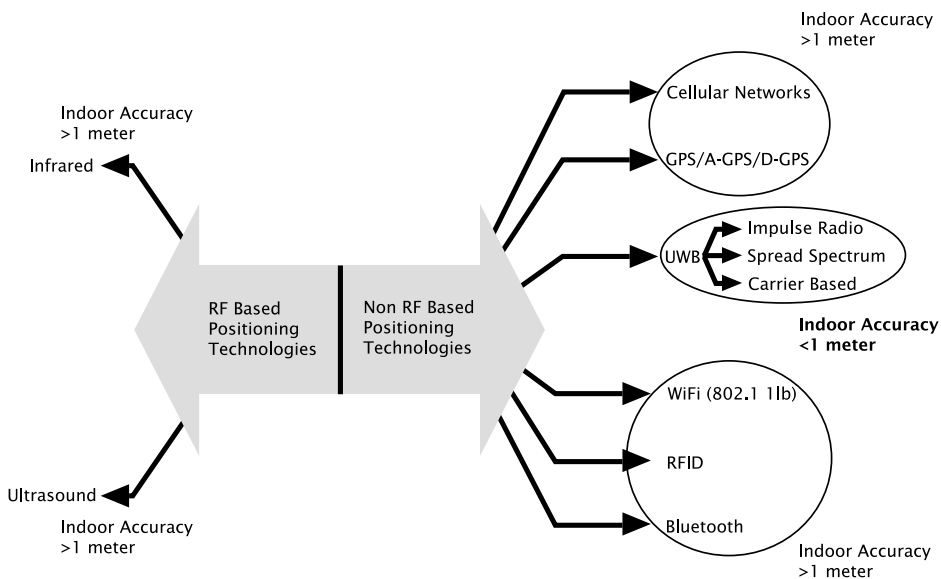 Indoor Accuracy
>1 meter
Infrared
Ultrasound
Indoor Accuracy
>1 meter
RF Based
Positioning
Technologies
Non RF Based
Positioning
Technologies
Indoor Accuracy
>1 meter
Cellular Networks
GPS/A-GPS/D-GPS
UWB
Impulse Radio
Spread Spectrum
Carrier Based
Indoor Accuracy
<1 meter
WiFi (802.1 1lb)
RFID
Bluetooth
Indoor Accuracy
>1 meter